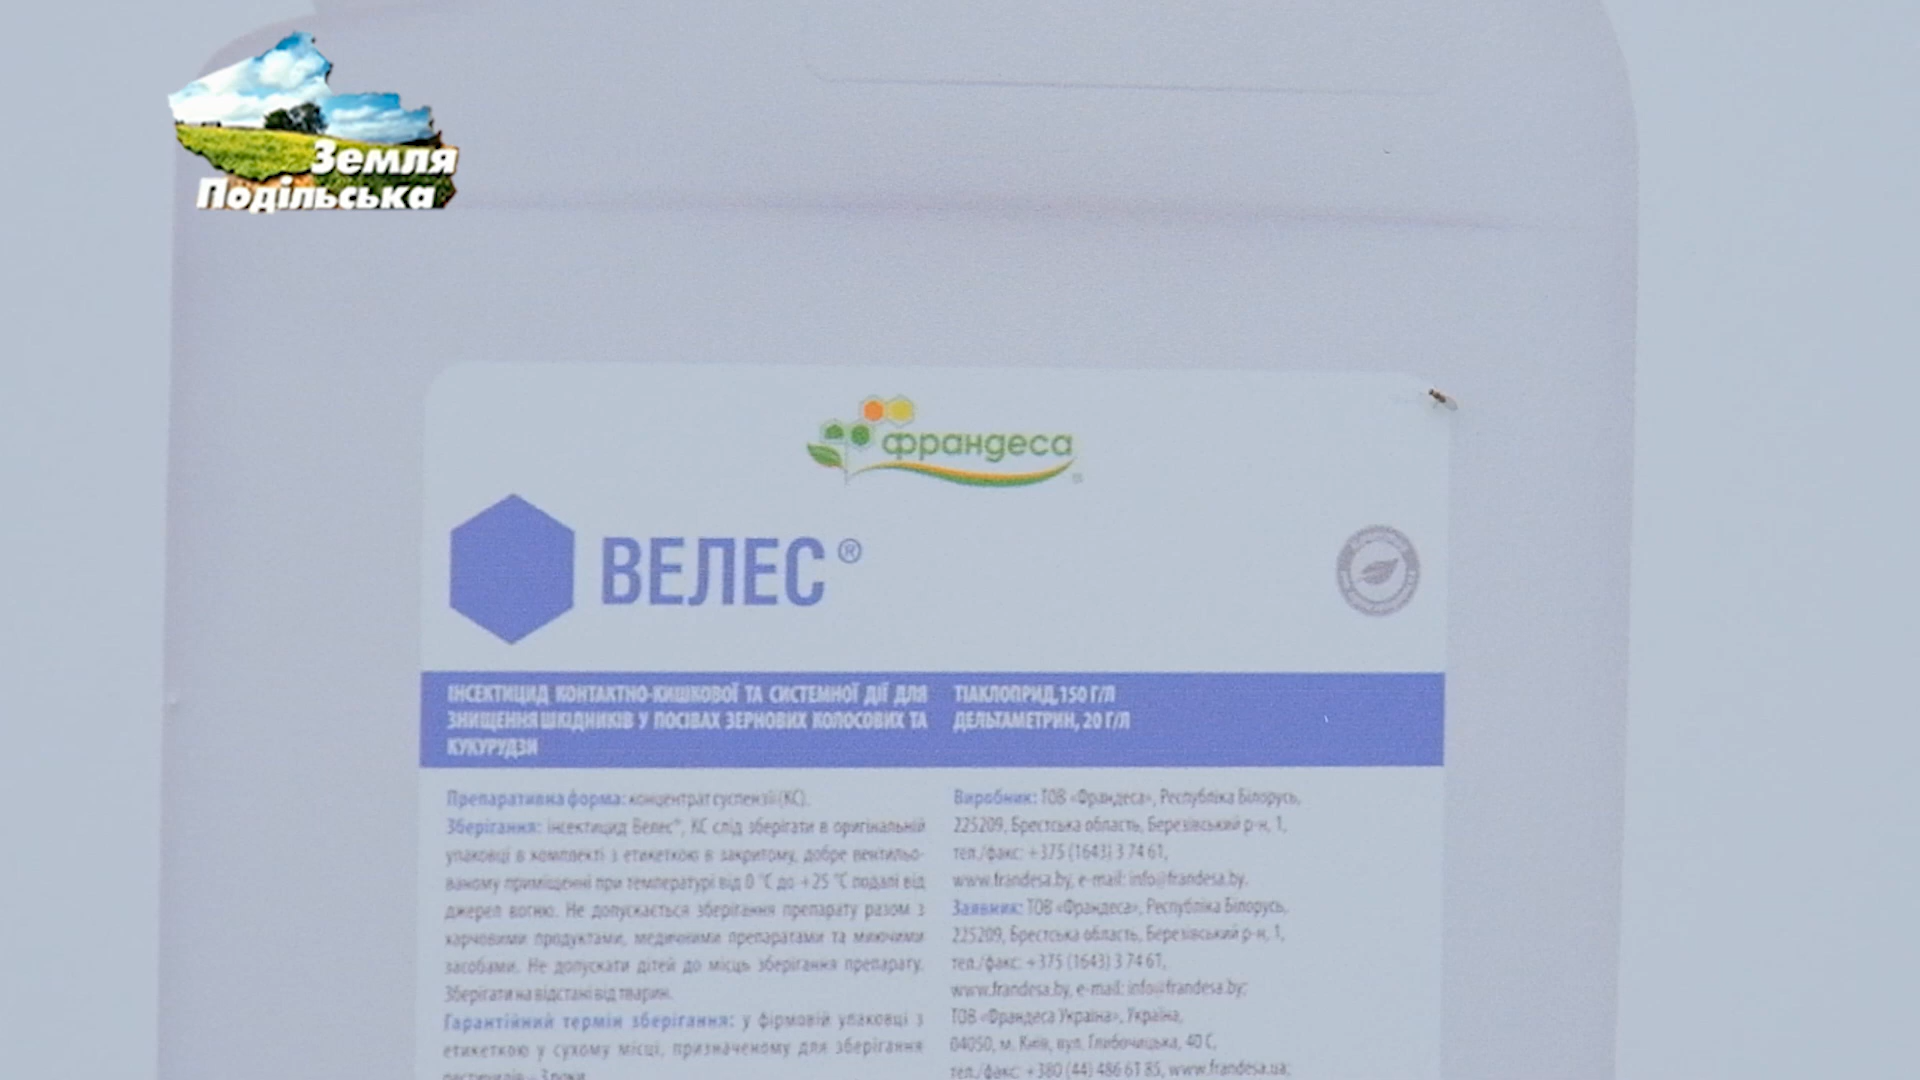 Земля
Подільська
франдеса
ВЕЛЕС®
ІНСЕКТИЦИД КОНТАКТНО-КИШКОВОЇ ТА СИСТЕМНОЇ ДІЇ ДЛЯ
ЗНИЩЕННЯ ШКІДНИКІВ У ПОСІВАХ ЗЕРНОВИХ КОЛОСОВИХ ТА
КУКУРУДЗИ
ТІАКЛОПРИД, 150 Г/Л
ДЕЛЬТАМЕТРИН, 20 Г/Л
Препаративна форма: концентрат суспензії (КС).
Зберігання: інсектицид Велес®, КС слід зберігати в оригінальній
упаковці в комплекті з етикеткою в закритому, добре вентильо-
ваному приміщенні при температурі від 0 °C до +25 °C подалі від
джерел вогню. Не допускається зберігання препарату разом з
харчовими продуктами, медичними препаратами та миючими
засобами. Не допускати дітей до місць зберігання препарату.
Зберігати на відстані від тварин.
Гарантійний термін зберігання: у фірмовій упаковці з
етикеткою у сухому місці, призначеному для зберігання
пестицидів – 3 роки
Виробник: ТОВ «Франдеса», Республіка Білорусь,
225209, Брестська область, Березівський р-н, 1,
тел./факс: +375 (1643) 3 74 61,
www.frandesa.by, e-mail: info@frandesa.by.
Заявник: ТОВ «Франдеса», Республіка Білорусь,
225209, Брестська область, Березівський р-н, 1,
тел./факс: +375 (1643) 3 74 61,
www.frandesa.by, e-mail: info@frandesa.by;
ТОВ «Франдеса Україна», Україна,
04050, м. Київ, вул. Глибочицька, 40 С,
тел./факс: +380 (44) 486 61 85, www.frandesa.ua;